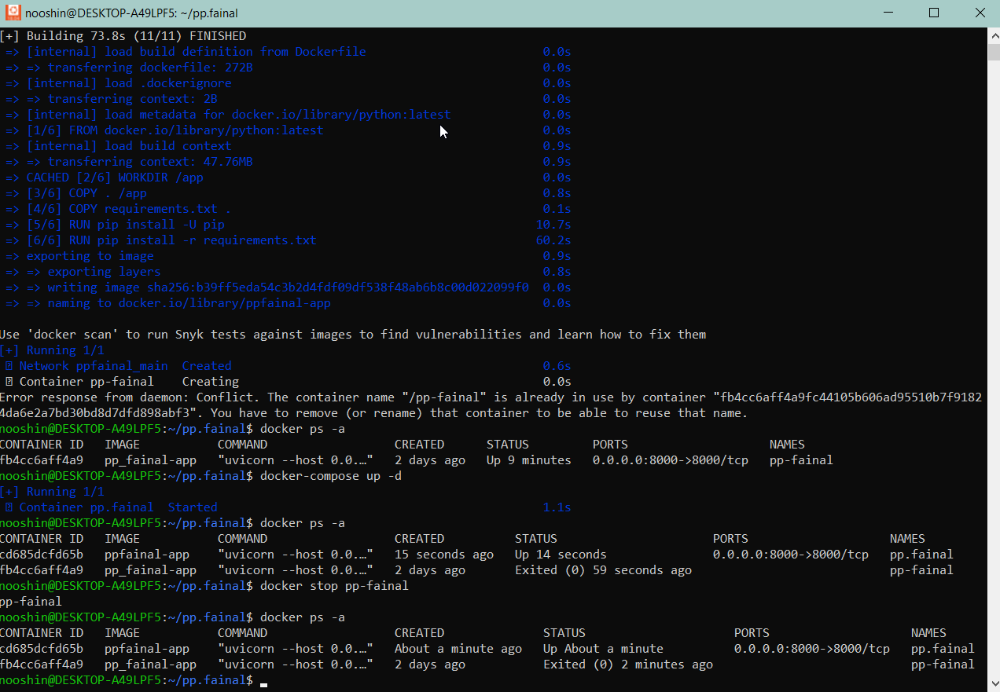 nooshin@DESKTOP-A49LPF5: ~/pp.fainal
[+] Building 73.8s (11/11) FINISHED
=> [internal] load build definition from Dockerfile 0.0s
=> => transferring dockerfile: 272B 0.0s
=> [internal] load .dockerignore 0.0s
=> => transferring context: 2B 0.0s
=> [internal] load metadata for docker.io/library/python:latest 0.0s
=> [1/6] FROM docker.io/library/python:latest 0.0s
=> [internal] load build context 0.9s
=> => transferring context: 47.76MB 0.9s
=> CACHED [2/6] WORKDIR /app 0.0s
=> [3/6] COPY . /app 0.8s
=> [4/6] COPY requirements.txt . 0.1s
=> [5/6] RUN pip install -U pip 10.7s
=> [6/6] RUN pip install -r requirements.txt 60.2s
=> exporting to image 0.9s
=> => exporting layers 0.8s
=> => writing image sha256:b39ff5eda54c3b2d4fdf09df538f48ab6b8c00d022099f0 0.0s
=> => naming to docker.io/library/ppfainal-app 0.0s
Use 'docker scan' to run Snyk tests against images to find vulnerabilities and learn how to fix them
[+] Running 1/1
Network ppfainal_main Created 0.6s
Container pp-fainal Creating 0.0s
Error response from daemon: Conflict. The container name "/pp-fainal" is already in use by container "fb4cc6aff4a9fc44105b606ad95510b7f9182
4da6e2a7bd30bd8d7dfd898abf3". You have to remove (or rename) that container to be able to reuse that name.
nooshin@DESKTOP-A49LPF5:~/pp.fainal$ docker ps -a
CONTAINER ID IMAGE COMMAND CREATED STATUS PORTS NAMES
fb4cc6aff4a9 pp_fainal-app "uvicorn --host 0.0.…" 2 days ago Up 9 minutes 0.0.0.0:8000->8000/tcp pp-fainal
nooshin@DESKTOP-A49LPF5:~/pp.fainal$ docker-compose up -d
[+] Running 1/1
Container pp.fainal Started 1.1s
nooshin@DESKTOP-A49LPF5:~/pp.fainal$ docker ps -a
CONTAINER ID IMAGE COMMAND CREATED STATUS PORTS NAMES
cd685dcfd65b ppfainal-app "uvicorn --host 0.0.…" 15 seconds ago Up 14 seconds 0.0.0.0:8000->8000/tcp pp.fainal
fb4cc6aff4a9 pp_fainal-app "uvicorn --host 0.0.…" 2 days ago Exited (0) 59 seconds ago pp-fainal
nooshin@DESKTOP-A49LPF5:~/pp.fainal$ docker stop pp-fainal
pp-fainal
nooshin@DESKTOP-A49LPF5:~/pp.fainal$ docker ps -a
CONTAINER ID IMAGE COMMAND CREATED STATUS PORTS NAMES
cd685dcfd65b ppfainal-app "uvicorn --host 0.0.…" About a minute ago Up About a minute 0.0.0.0:8000->8000/tcp pp.fainal
fb4cc6aff4a9 pp_fainal-app "uvicorn --host 0.0.…" 2 days ago Exited (0) 2 minutes ago pp-fainal
nooshin@DESKTOP-A49LPF5:~/pp.fainal$